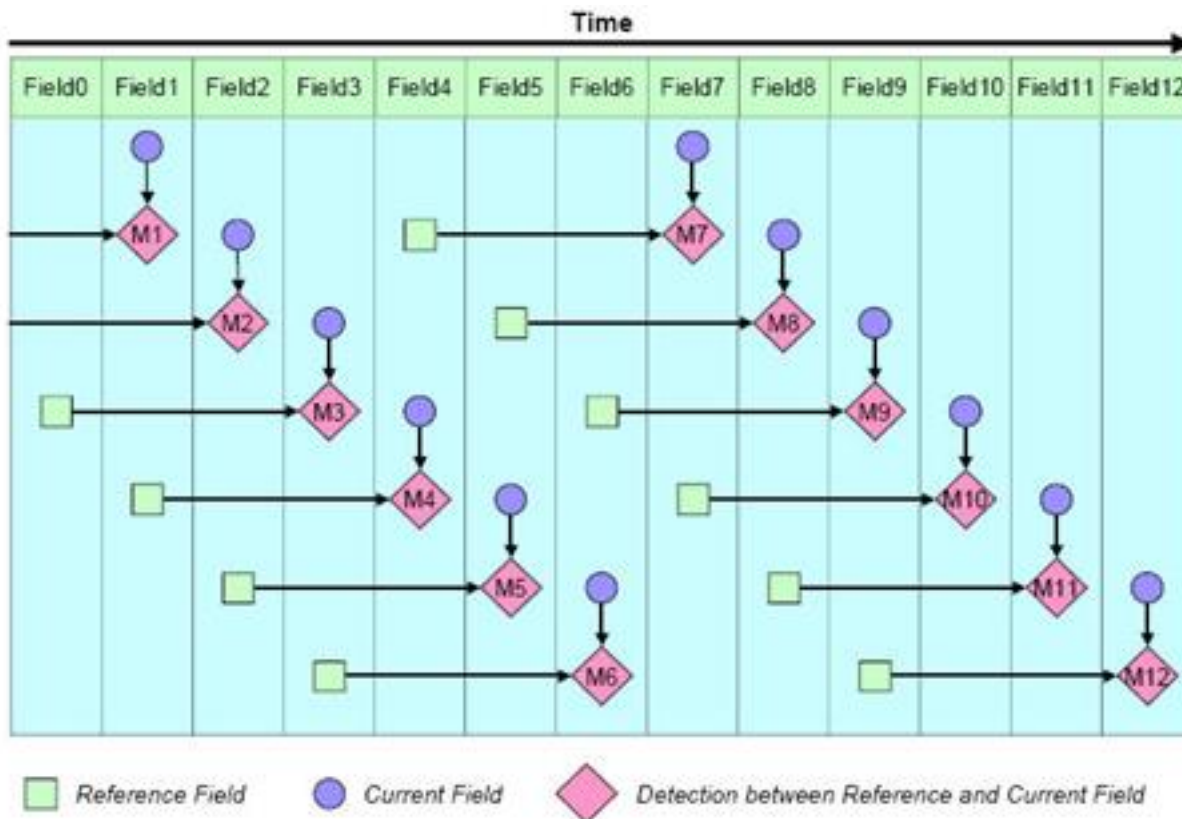 Time
Field0 Field1 Field2 Field3 Field4 Field5 Field6 Field7 Field8 Field9 Field10 Field11 Field12
M1 M7
M2 M8
M3 M9
M4 M10
M5 M11
M6 M12
Reference Field Current Field Detection between Reference and Current Field